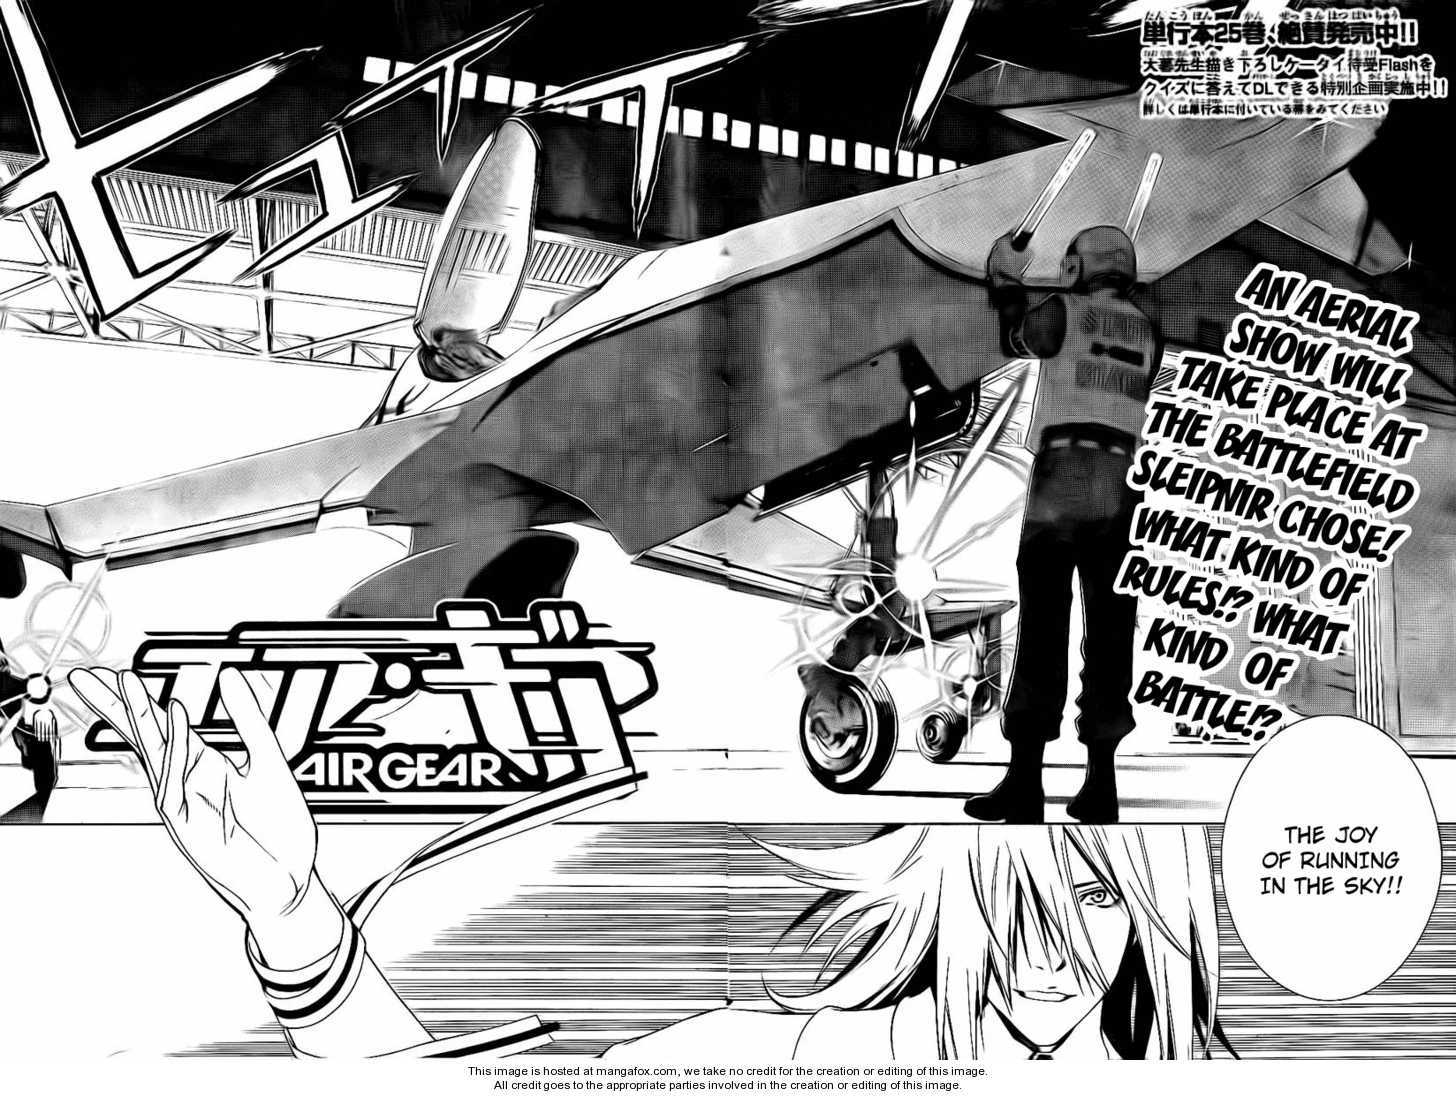 単行本25巻、絶賛発売中!!
大暮先生描き下ろしケータイ待受Flashを
クイズに答えてDLできる特別企画実施中!!
詳しくは単行本に付いている帯をみてください
AN AERIAL
SHOW WILL
TAKE PLACE AT
THE BATTLEFIELD
SLEIPNIR CHOSE!
WHAT KIND OF
RULES!? WHAT
KIND OF
BATTLE!?
エア・ギア
AIR GEAR
THE JOY
OF RUNNING
IN THE SKY!!
This image is hosted at mangafox.com, we take no credit for the creation or editing of this image.
All credit goes to the appropriate parties involved in the creation or editing of this image.